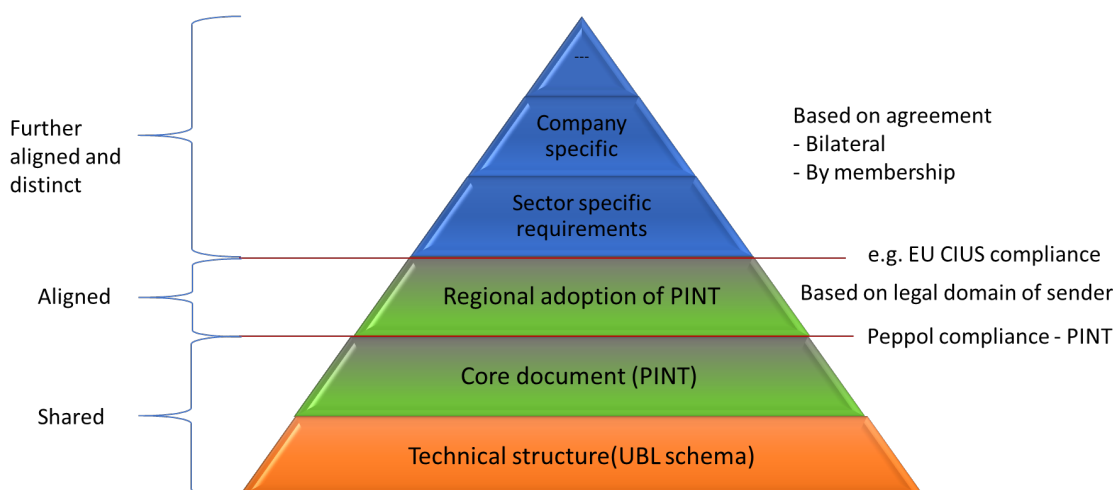 ---
Company
specific
Sector specific
requirements
Regional adoption of PINT
Core document (PINT)
Technical structure(UBL schema)
Further
aligned and
distinct
Aligned
Shared
Based on agreement
- Bilateral
- By membership
e.g. EU CIUS compliance
Based on legal domain of sender
Peppol compliance - PINT